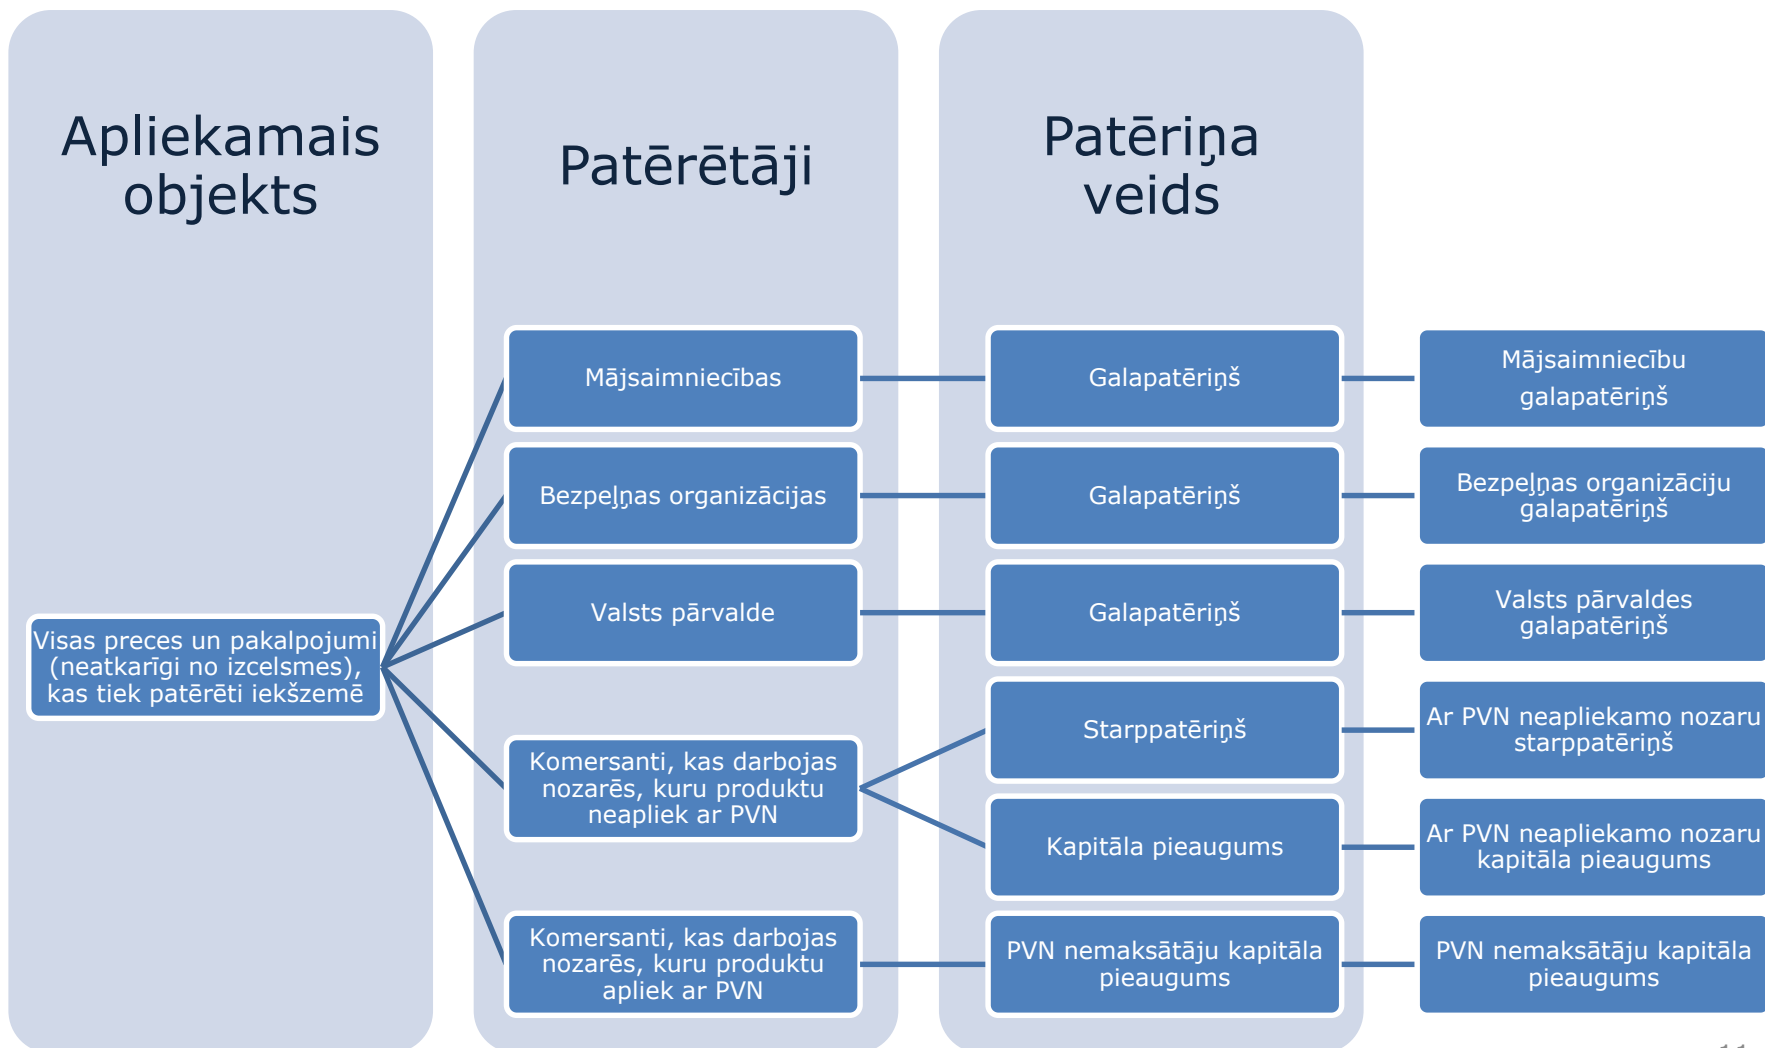 Apliekamais
objekts
Patērētāji
Patēriņa
veids
Visas preces un pakalpojumi
(neatkarīgi no izcelsmes),
kas tiek patērēti iekšzemē
Mājsaimniecības
Galapatēriņš
Mājsaimniecību
galapatēriņš
Bezpeļņas organizācijas
Galapatēriņš
Bezpeļņas organizāciju
galapatēriņš
Valsts pārvalde
Galapatēriņš
Valsts pārvaldes
galapatēriņš
Komersanti, kas darbojas
nozarēs, kuru produktu
neapliek ar PVN
Starppatēriņš
Ar PVN neapliekamo nozaru
starppatēriņš
Kapitāla pieaugums
Ar PVN neapliekamo nozaru
kapitāla pieaugums
Komersanti, kas darbojas
nozarēs, kuru produktu
apliek ar PVN
PVN nemaksātāju kapitāla
pieaugums
PVN nemaksātāju kapitāla
pieaugums